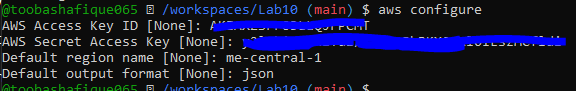 @toobashafique065 /workspaces/Lab10 (main) $ aws configure
AWS Access Key ID [None]:
AWS Secret Access Key [None]:
Default region name [None]: me-central-1
Default output format [None]: json
@toobashafique065 /workspaces/Lab10 (main) $